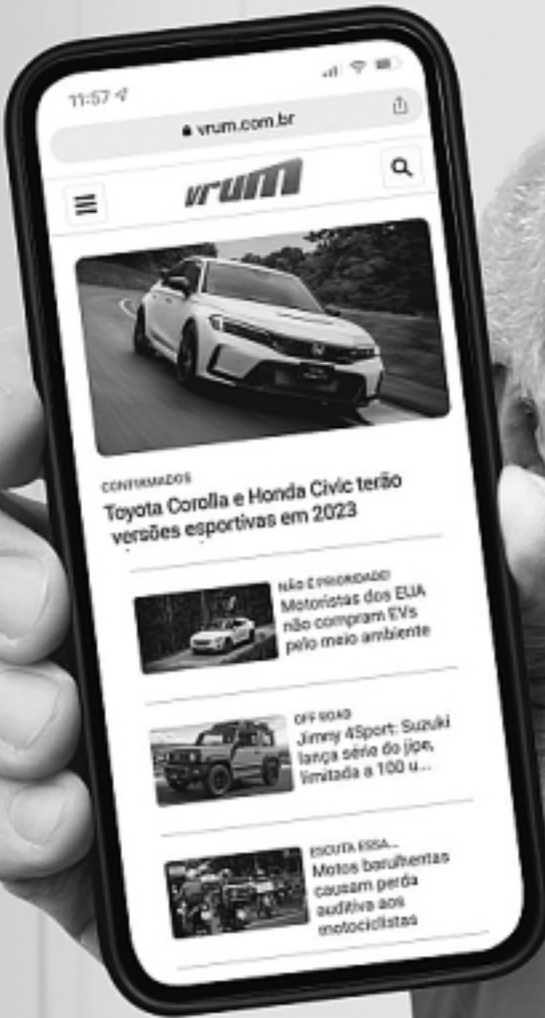 11:57
vrum.com.br
vrum
CONFIRMADOS
Toyota Corolla e Honda Civic terão
versões esportivas em 2023
NÃO É PRIORIDADE!
Motoristas dos EUA
não compram EVs
pelo meio ambiente
OFF ROAD
Jimny 4Sport: Suzuki
lança série do jipe,
limitada a 100 u...
ESCUTA ESSA...
Motos barulhentas
causam perda
auditiva aos
motociclistas